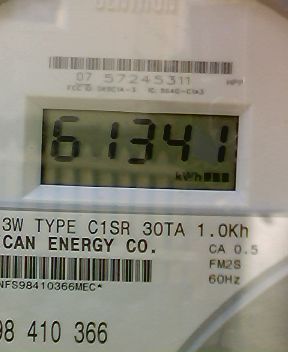 CENTRON
07 57245311
61341
kWh
3W TYPE C1SR 30TA 1.0Kh
CAN ENERGY CO.
CA 0.5
FM2S
60Hz
NFS98410366MEC*
98 410 366